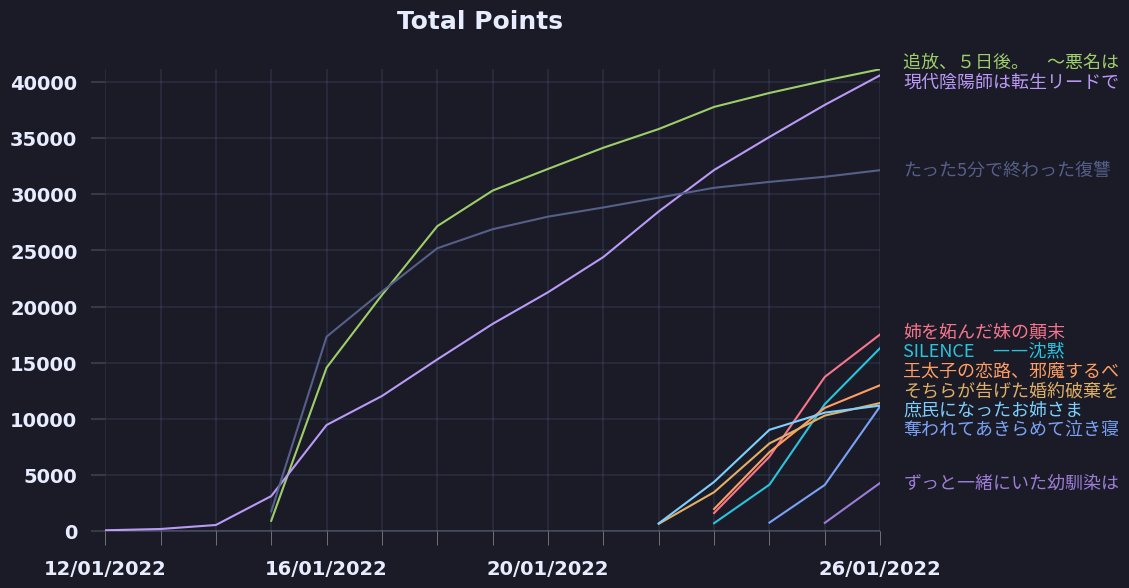 Total Points
40000
35000
30000
25000
20000
15000
10000
5000
0
12/01/2022
16/01/2022
20/01/2022
26/01/2022
追放、５日後。　～悪名は
現代陰陽師は転生リードで
たった5分で終わった復讐
姉を妬んだ妹の顛末
SILENCE　——沈黙
王太子の恋路、邪魔するべ
そちらが告げた婚約破棄を
庶民になったお姉さま
奪われてあきらめて泣き寝
ずっと一緒にいた幼馴染は